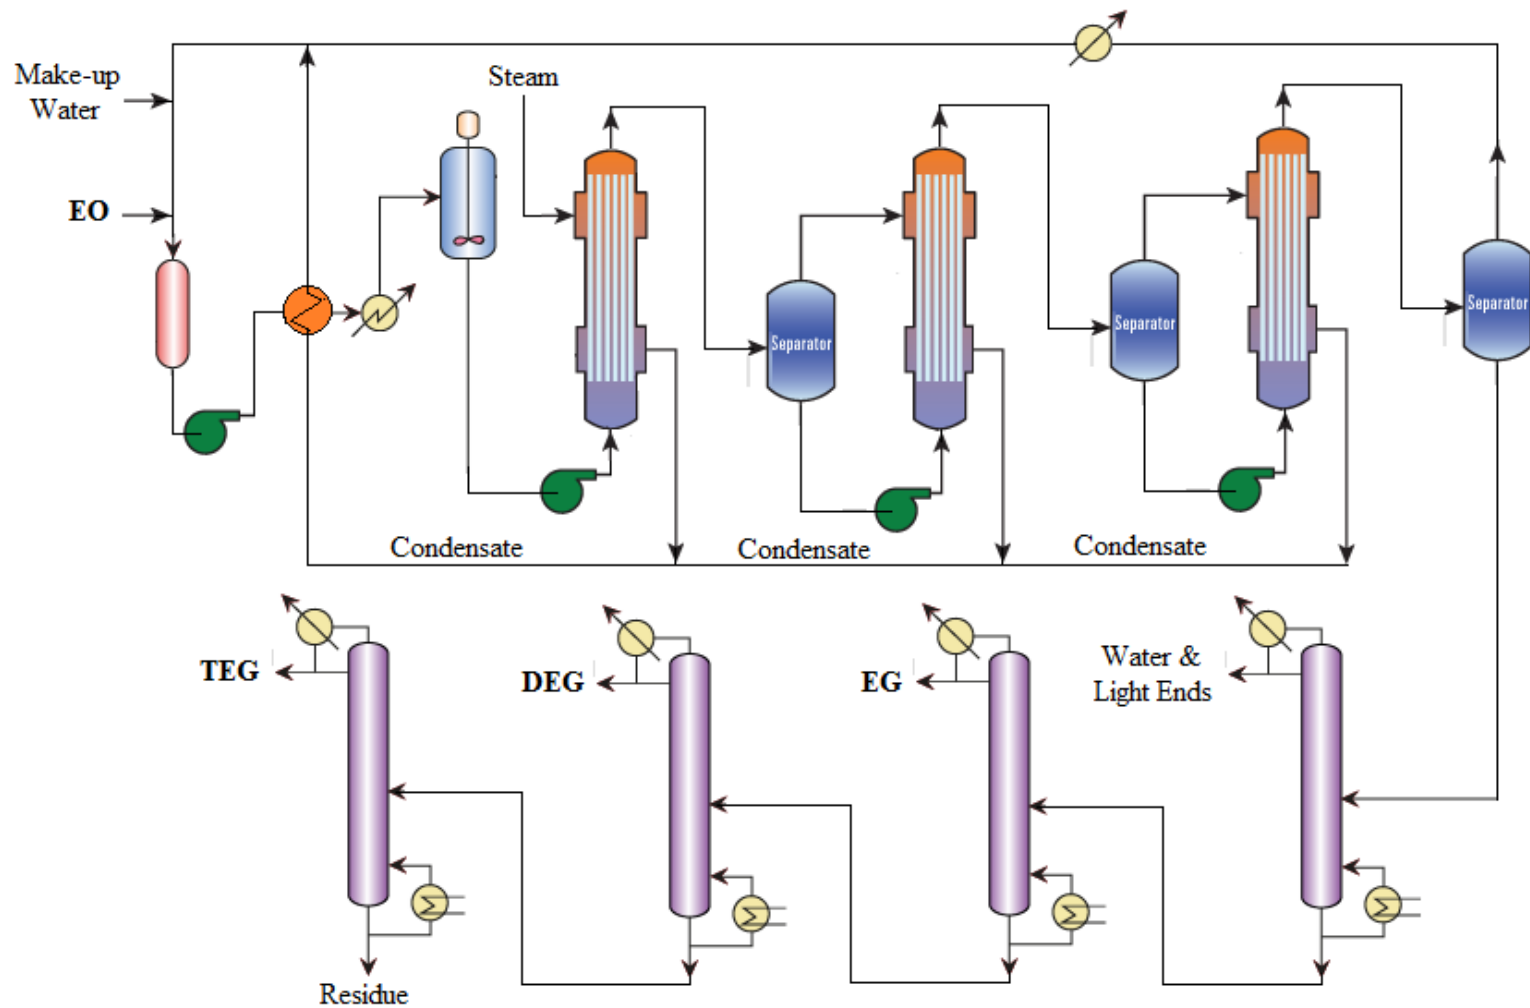 Make-up
Water
Steam
EO
Separator
Separator
Separator
Condensate
Condensate
Condensate
TEG
DEG
EG
Water &
Light Ends
Residue